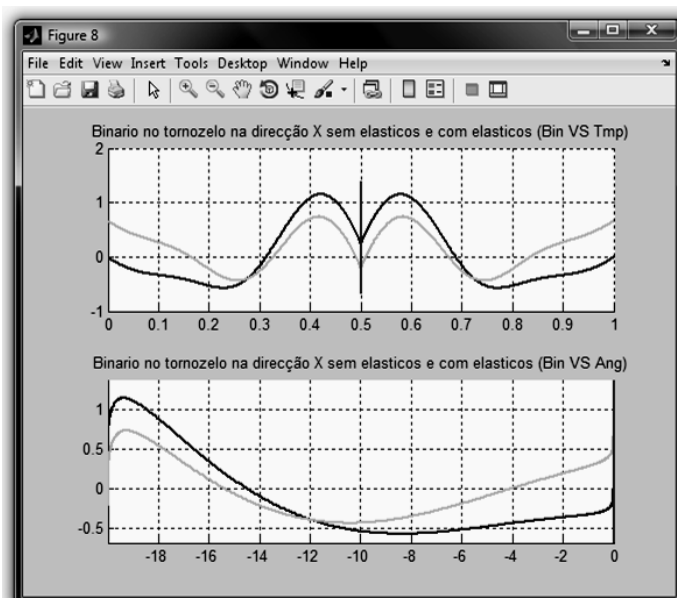 Figure 8
File Edit View Insert Tools Desktop Window Help
Binario no tornozelo na direcção X sem elasticos e com elasticos (Bin VS Tmp)
2
1
0
-1
0 0.1 0.2 0.3 0.4 0.5 0.6 0.7 0.8 0.9 1
Binario no tornozelo na direcção X sem elasticos e com elasticos (Bin VS Ang)
1
0.5
0
-0.5
-18 -16 -14 -12 -10 -8 -6 -4 -2 0